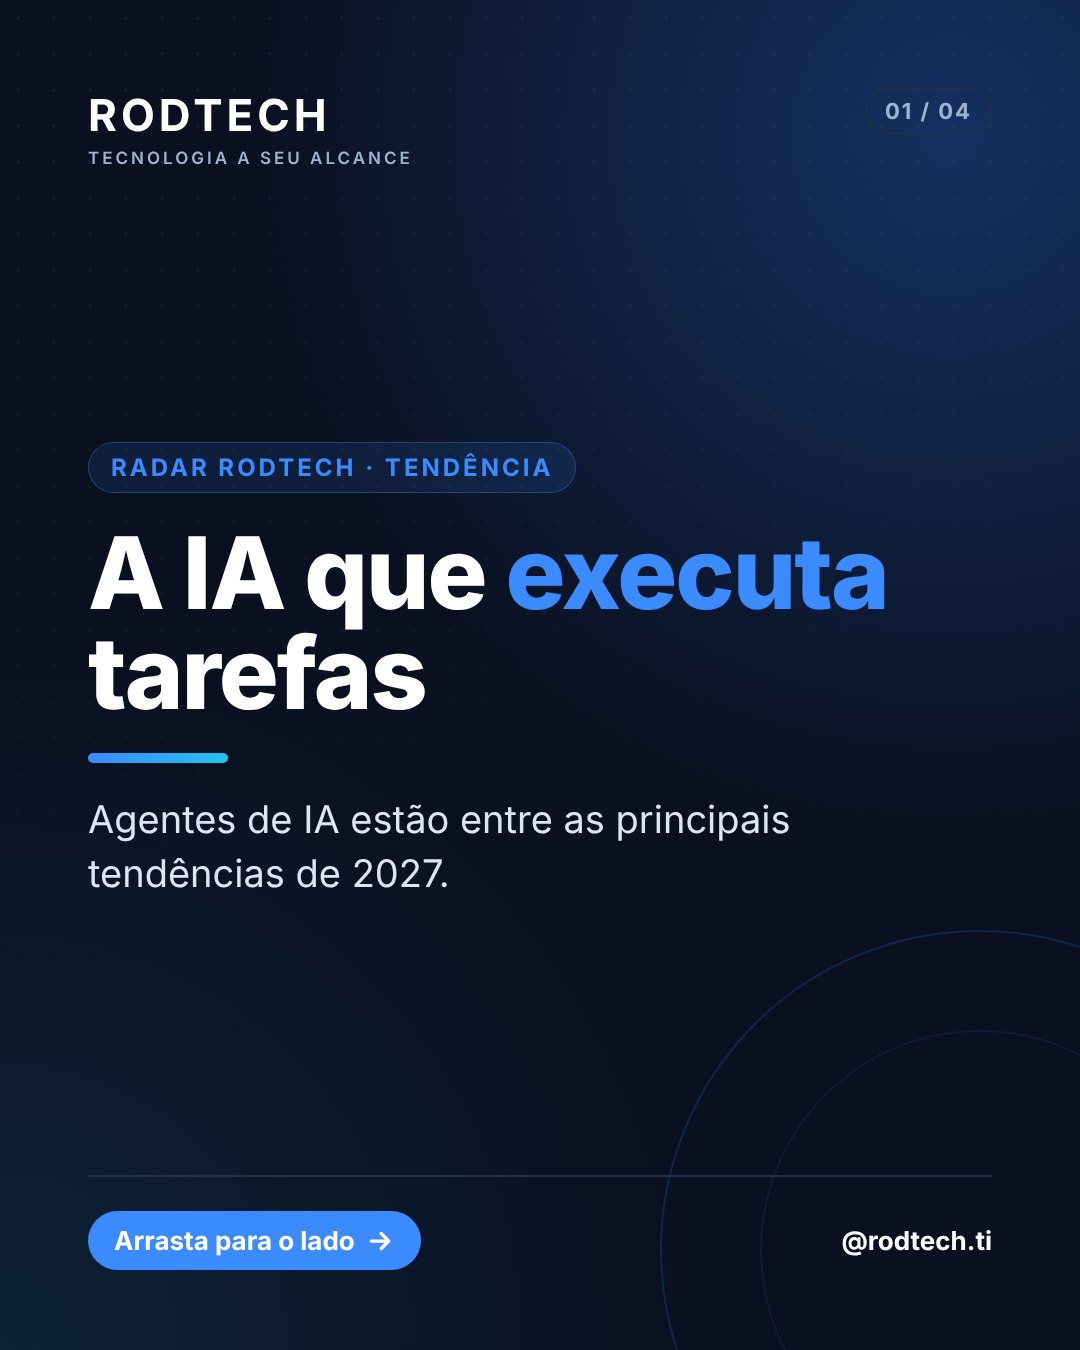 RODTECH
TECNOLOGIA A SEU ALCANCE
01 / 04
RADAR RODTECH · TENDÊNCIA
A IA que executa
tarefas
Agentes de IA estão entre as principais
tendências de 2027.
Arrasta para o lado →
@rodtech.ti